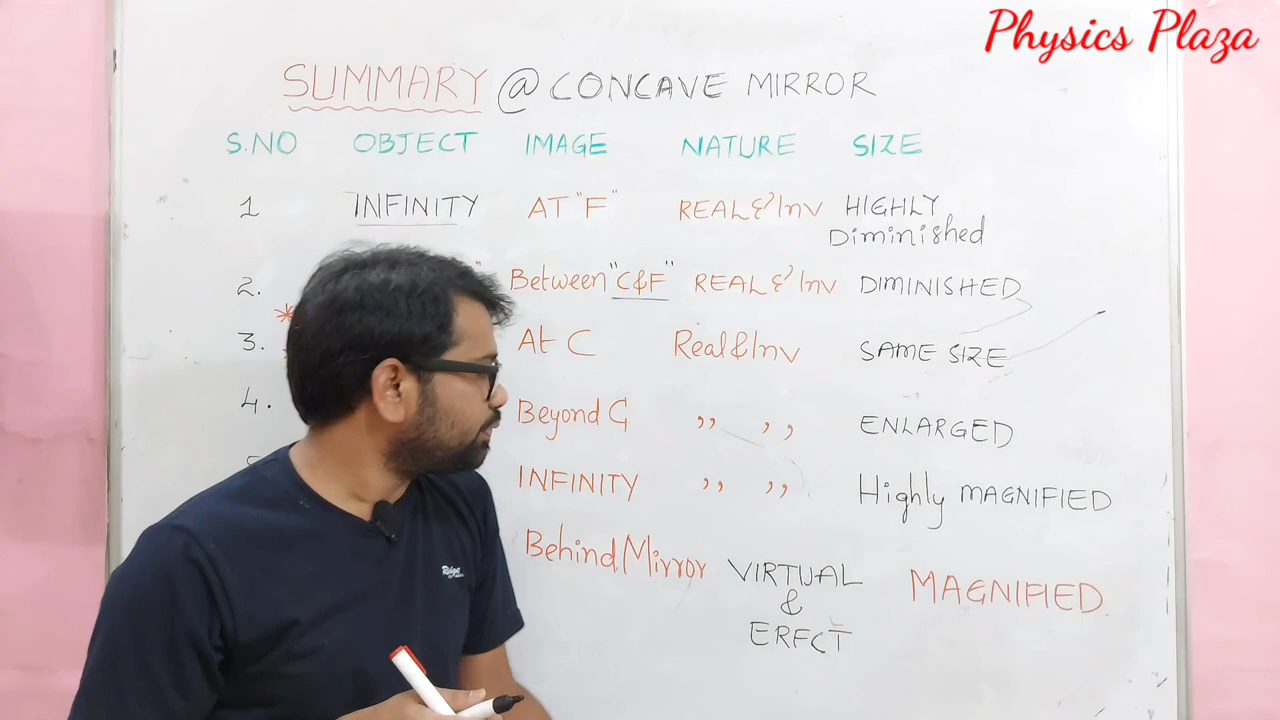 Physics Plaza
SUMMARY @ CONCAVE MIRROR
S.NO OBJECT IMAGE NATURE SIZE
1 INFINITY AT "F" REAL & Inv HIGHLY
Diminished
2. Between "C&F" REAL & Inv DIMINISHED
3. At C Real & Inv SAME SIZE
4. Beyond C ,, ,, ENLARGED
INFINITY ,, ,, Highly MAGNIFIED
Behind Mirror VIRTUAL MAGNIFIED
&
ERECT